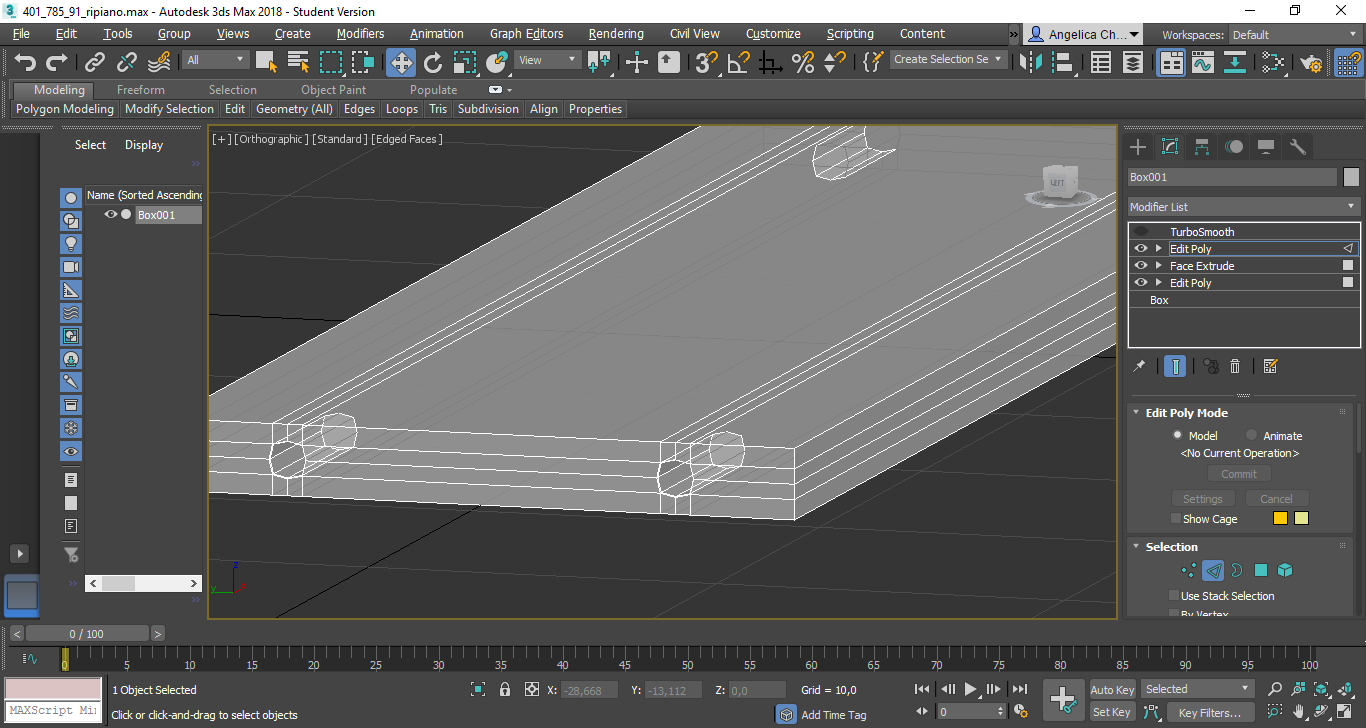 401_785_91_ripiano.max - Autodesk 3ds Max 2018 - Student Version
File Edit Tools Group Views Create Modifiers Animation Graph Editors Rendering Civil View Customize Scripting Content » Angelica Ch... Workspaces: Default
All View Create Selection Se
Modeling Freeform Selection Object Paint Populate
Polygon Modeling Modify Selection Edit Geometry (All) Edges Loops Tris Subdivision Align Properties
Select Display
Name (Sorted Ascending
Box001
[+] [Orthographic ] [Standard ] [Edged Faces ]
LEFT
Box001
Modifier List
TurboSmooth
Edit Poly
Face Extrude
Edit Poly
Box
Edit Poly Mode
Model Animate
<No Current Operation>
Commit
Settings Cancel
Show Cage
Selection
Use Stack Selection
By Vertex
z
y
< 0 / 100 >
0 5 10 15 20 25 30 35 40 45 50 55 60 65 70 75 80 85 90 95 100
1 Object Selected X: -28,668 Y: -13,112 Z: 0,0 Grid = 10,0 Auto Key Selected
MAXScript Mi
Click or click-and-drag to select objects Add Time Tag 0 Set Key Key Filters...